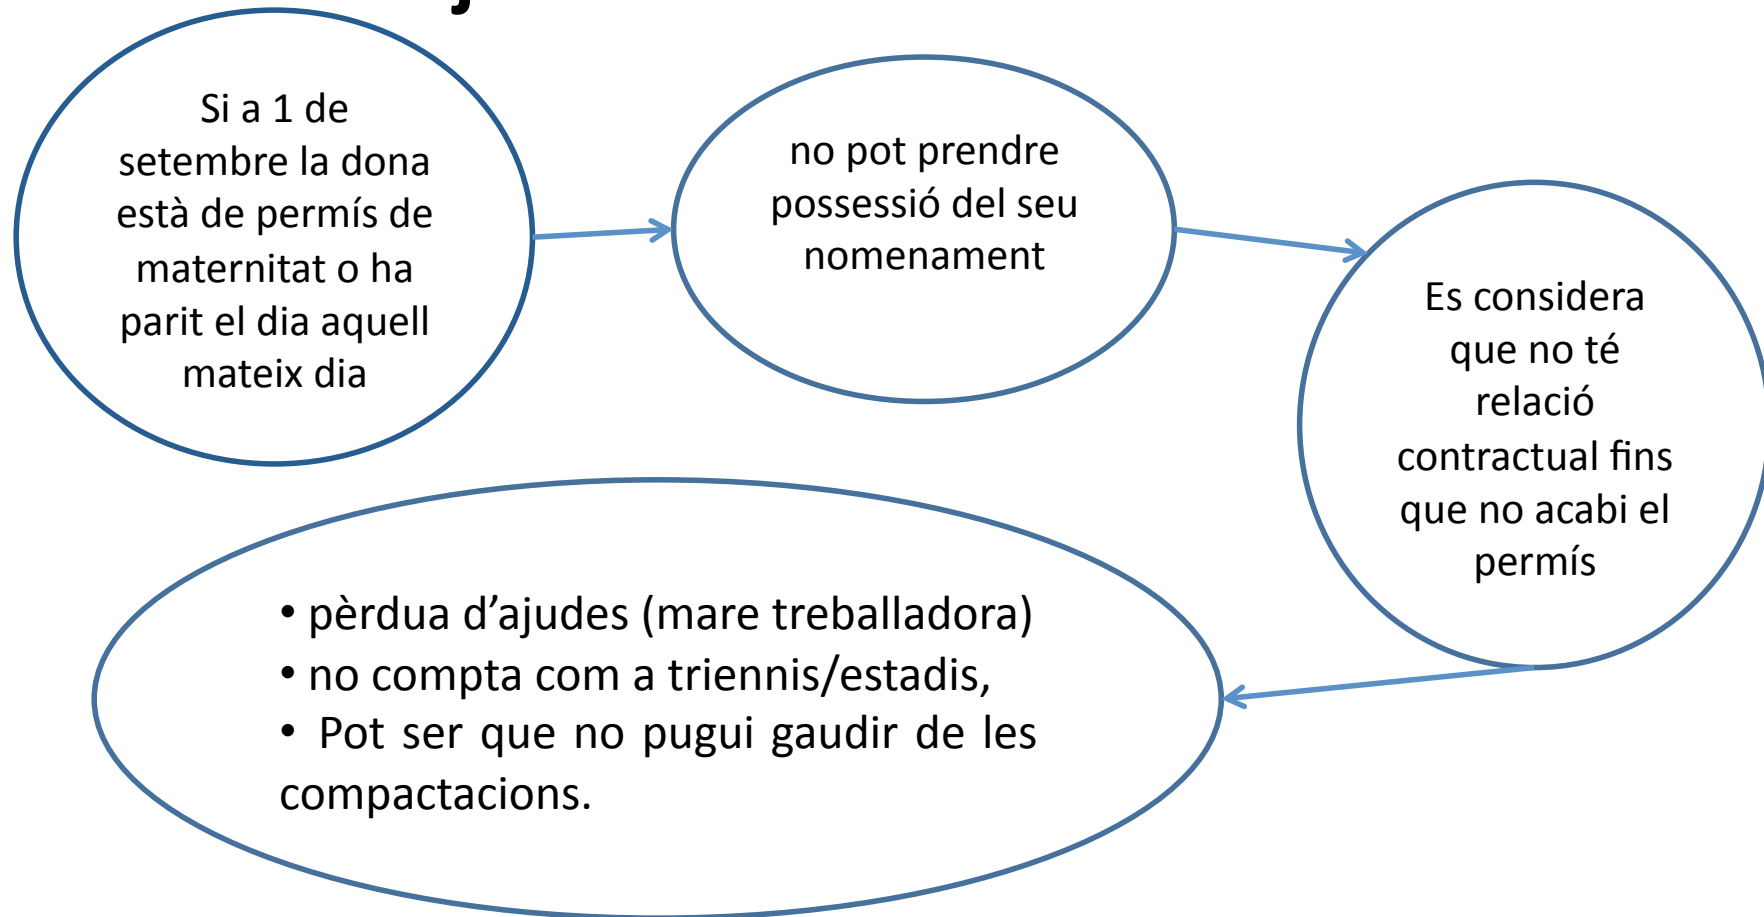 Si a 1 de
setembre la dona
està de permís de
maternitat o ha
parit el dia aquell
mateix dia
no pot prendre
possessió del seu
nomenament
Es considera
que no té
relació
contractual fins
que no acabi el
permís
• pèrdua d’ajudes (mare treballadora)
• no compta com a triennis/estadis,
• Pot ser que no pugui gaudir de les
compactacions.